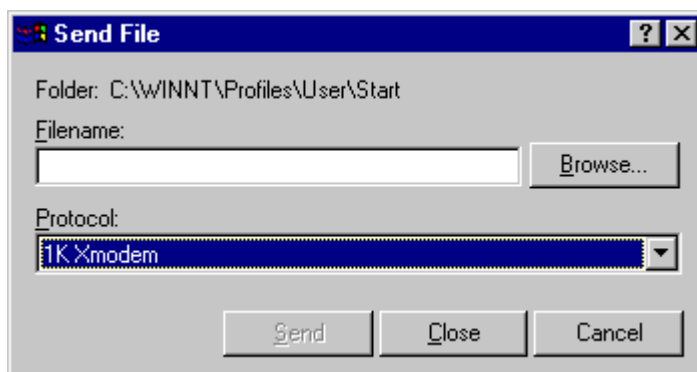 Send File
Folder: C:\WINNT\Profiles\User\Start
Filename:
Browse...
Protocol:
1K Xmodem
Send Close Cancel